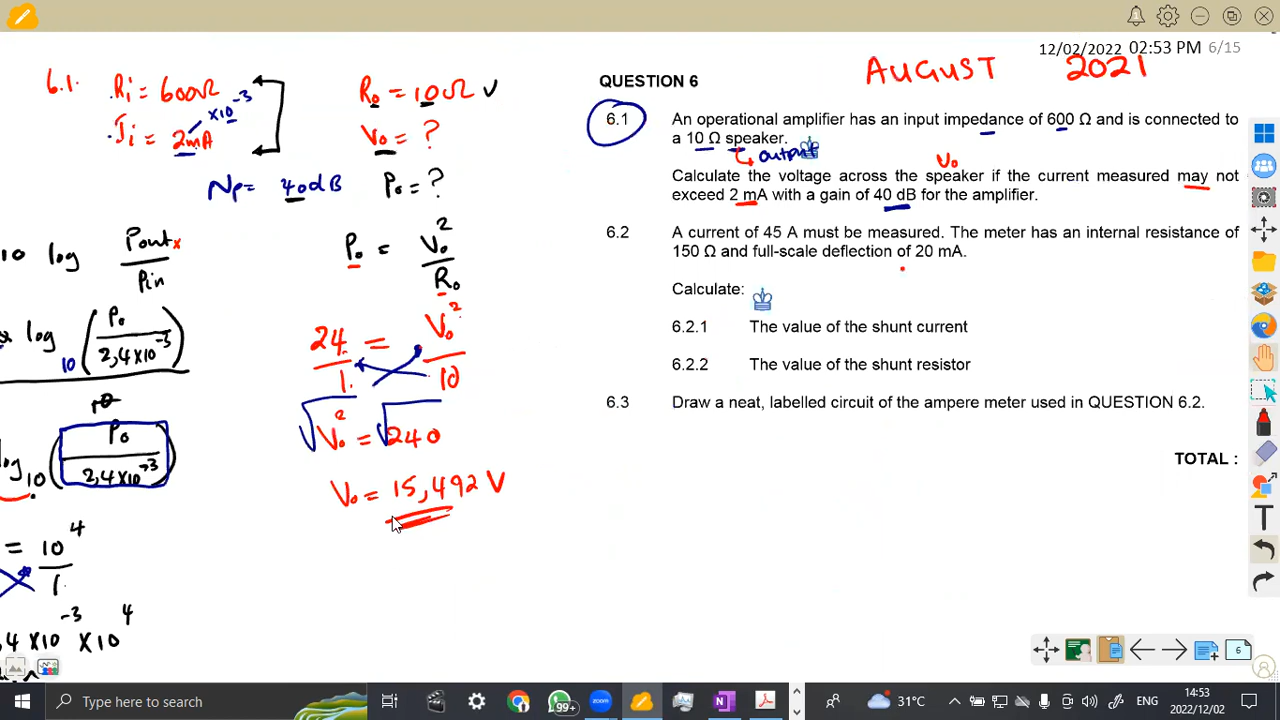 12/02/2022 02:53 PM 6/15
AUGUST 2021
6.1. Ri = 600Ω
Ii = 2mA ×10⁻³
Np = 40dB
10 log Pout/Pin
log₁₀ (Po/2,4×10⁻³)
log₁₀ (Po/2,4×10⁻³)
= 10⁴/1
4×10⁻³ ×10⁴
Ro = 10Ω
Vo = ?
Po = ?
Po = Vo²/Ro
24/1 = Vo²/10
√Vo² = √240
Vo = 15,492 V
QUESTION 6
6.1 An operational amplifier has an input impedance of 600 Ω and is connected to
a 10 Ω speaker.
output
Vo
Calculate the voltage across the speaker if the current measured may not
exceed 2 mA with a gain of 40 dB for the amplifier.
6.2 A current of 45 A must be measured. The meter has an internal resistance of
150 Ω and full-scale deflection of 20 mA.
Calculate:
6.2.1 The value of the shunt current
6.2.2 The value of the shunt resistor
6.3 Draw a neat, labelled circuit of the ampere meter used in QUESTION 6.2.
TOTAL :
6
Type here to search
99+
31°C
ENG
14:53
2022/12/02